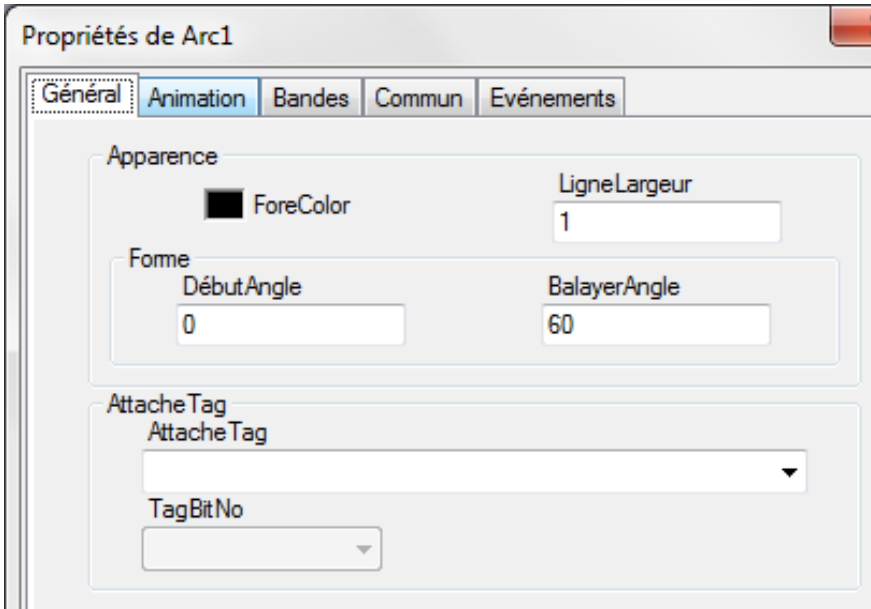 Propriétés de Arc1
Général Animation Bandes Commun Evénements
Apparence
ForeColor
LigneLargeur
1
Forme
DébutAngle BalayerAngle
0 60
AttacheTag
AttacheTag
TagBitNo